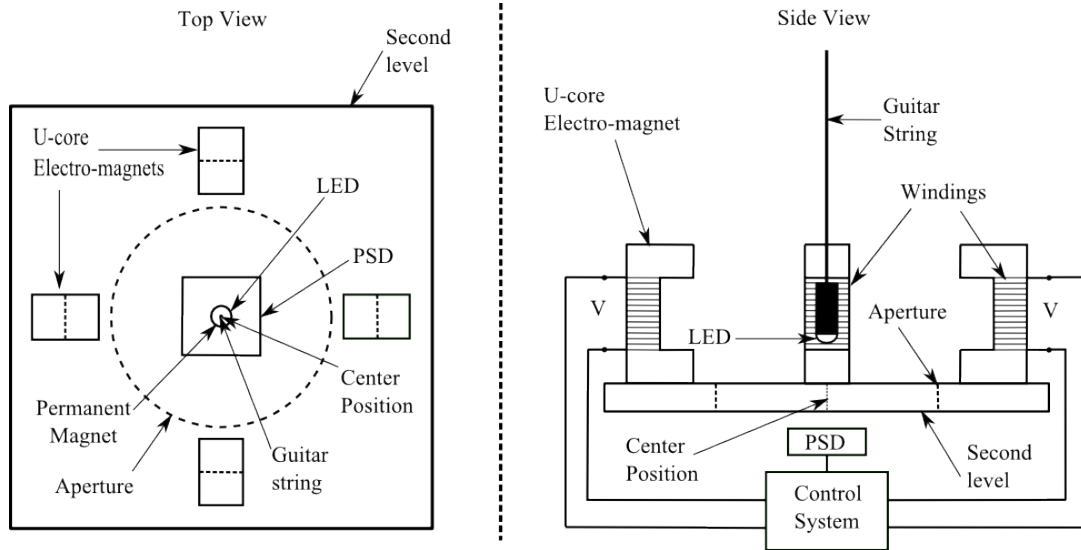 Top View
Second
level
U-core
Electro-magnets
LED
PSD
Center
Position
Permanent
Magnet
Guitar
string
Aperture
Side View
U-core
Electro-magnet
Guitar
String
Windings
V
V
Aperture
LED
Center
Position
PSD
Second
level
Control
System